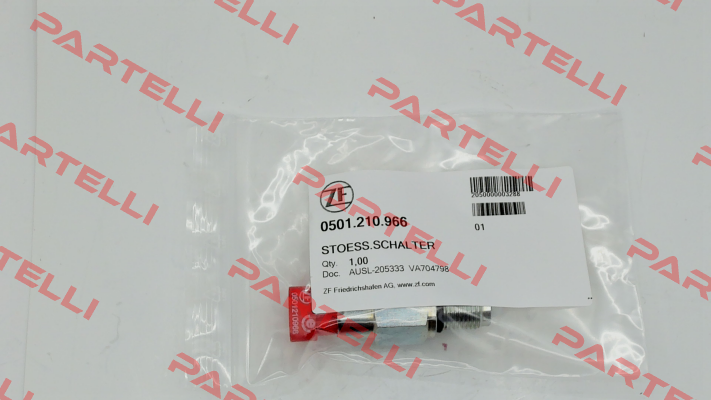 PARTELLI
PARTELLI
PARTELLI
PARTELLI
PARTELLI
PARTELLI
PARTELLI
PARTELLI
PARTELLI
ZF
0501.210.966
2050000003288
01
STOESS.SCHALTER
Qty. 1,00
Doc. AUSL-205333 VA704798
ZF Friedrichshafen AG, www.zf.com